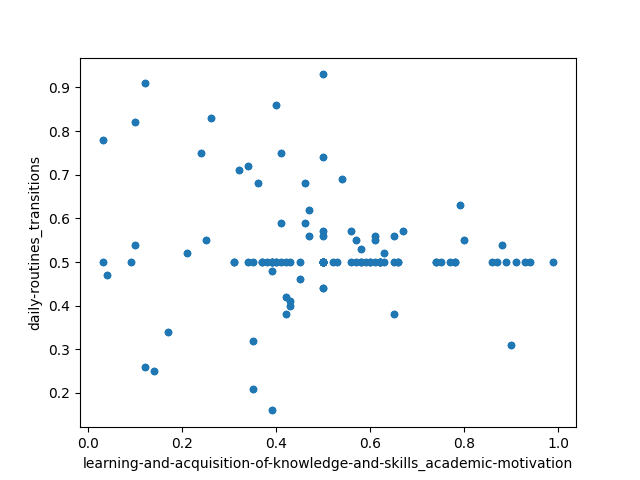 0.9
0.8
0.7
0.6
0.5
0.4
0.3
0.2
daily-routines_transitions
0.0 0.2 0.4 0.6 0.8 1.0
learning-and-acquisition-of-knowledge-and-skills_academic-motivation